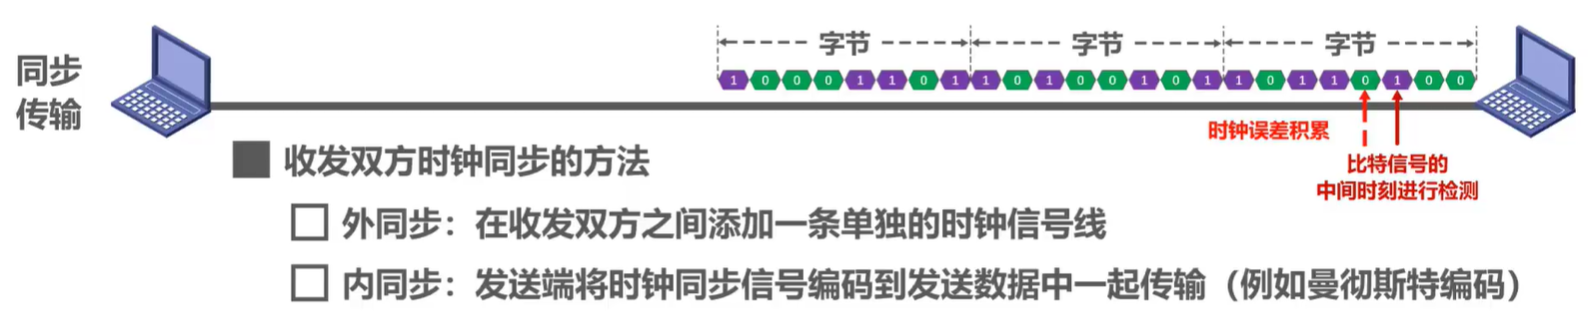 同步
传输
字节 字节 字节
1 0 0 0 1 1 0 1 1 0 1 0 0 1 0 1 1 0 1 1 0 1 0 0
时钟误差积累
比特信号的
中间时刻进行检测
收发双方时钟同步的方法
外同步：在收发双方之间添加一条单独的时钟信号线
内同步：发送端将时钟同步信号编码到发送数据中一起传输（例如曼彻斯特编码）